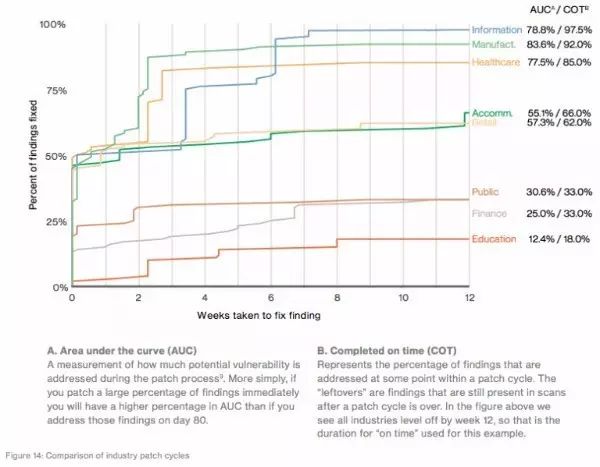 AUCᴬ / COTᴮ
100%
75%
50%
25%
0%
Percent of findings fixed
Information 78.8% / 97.5%
Manufact. 83.6% / 92.0%
Healthcare 77.5% / 85.0%
Accomm. 55.1% / 66.0%
Retail 57.3% / 62.0%
Public 30.6% / 33.0%
Finance 25.0% / 33.0%
Education 12.4% / 18.0%
0 2 4 6 8 10 12
Weeks taken to fix finding
A. Area under the curve (AUC)
A measurement of how much potential vulnerability is
addressed during the patch process⁹. More simply, if
you patch a large percentage of findings immediately
you will have a higher percentage in AUC than if you
address those findings on day 80.
B. Completed on time (COT)
Represents the percentage of findings that are
addressed at some point within a patch cycle. The
"leftovers" are findings that are still present in scans
after a patch cycle is over. In the figure above we
see all industries level off by week 12, so that is the
duration for "on time" used for this example.
Figure 14: Comparison of industry patch cycles